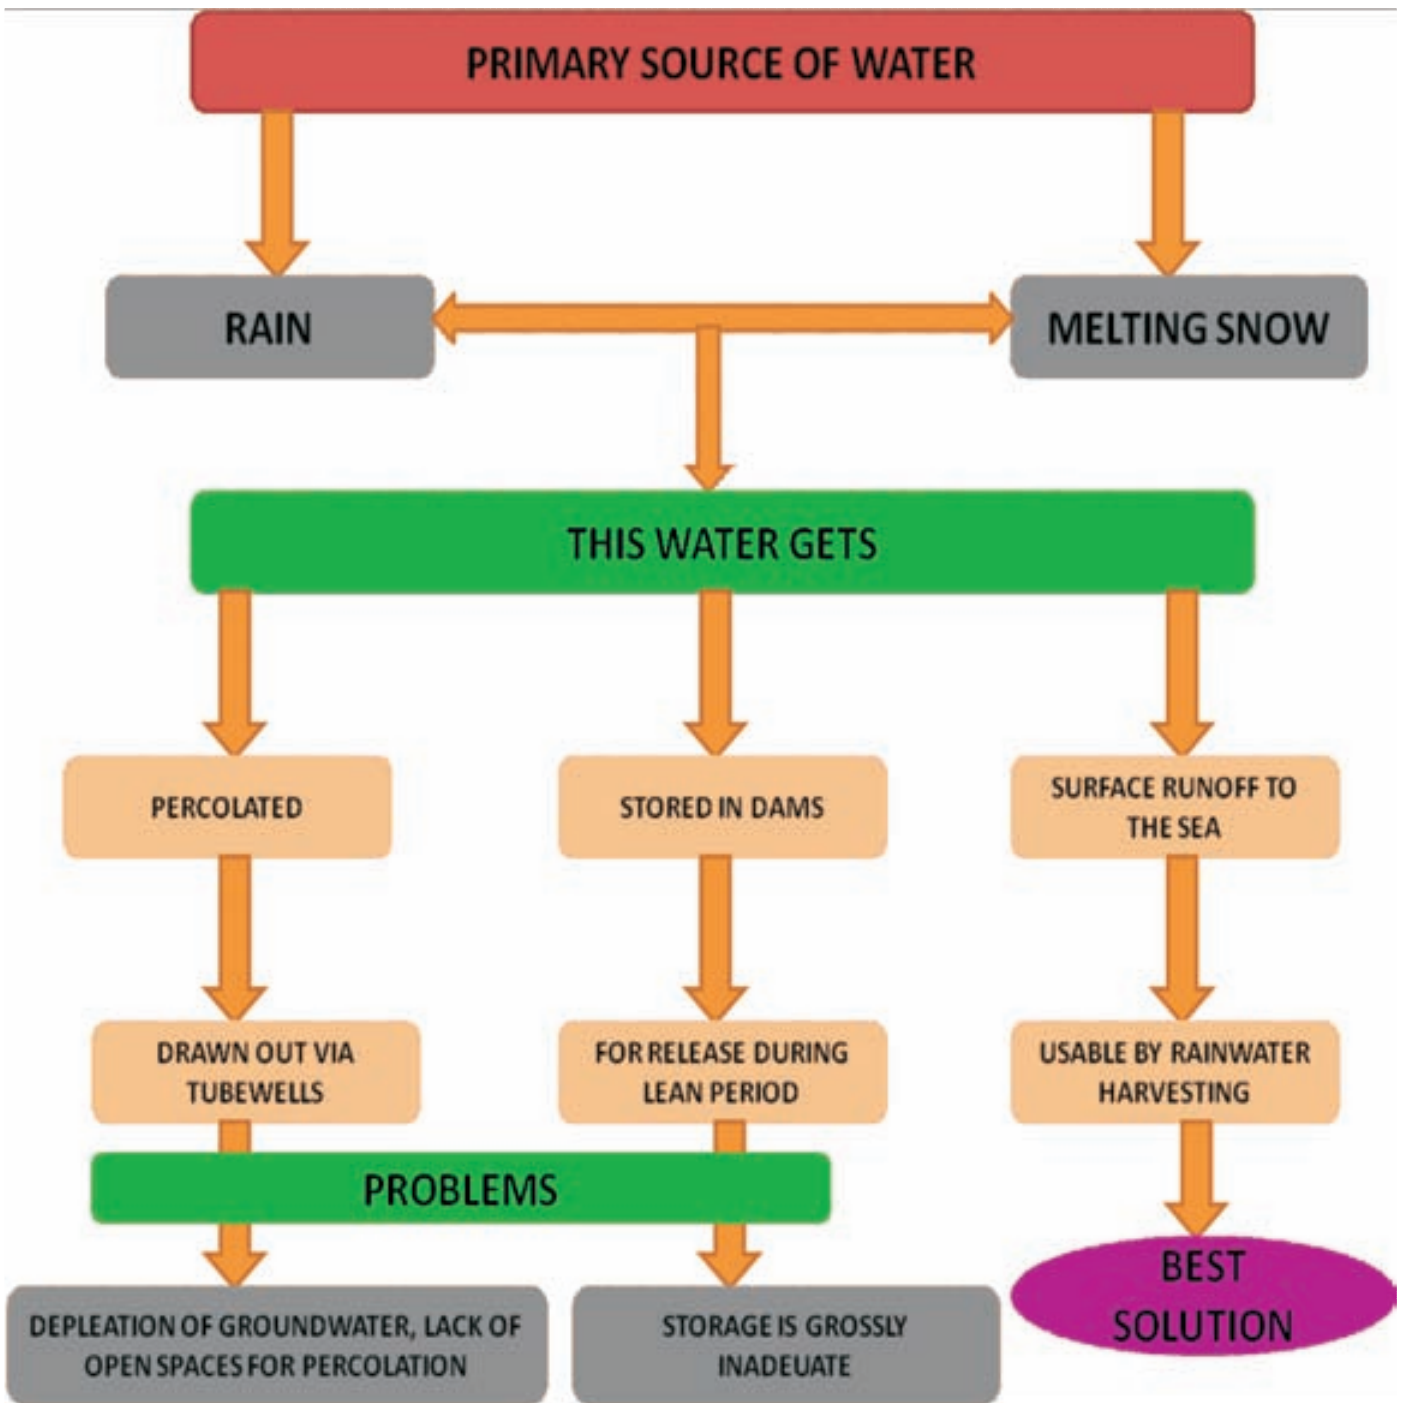 PRIMARY SOURCE OF WATER
RAIN
MELTING SNOW
THIS WATER GETS
PERCOLATED
STORED IN DAMS
SURFACE RUNOFF TO
THE SEA
DRAWN OUT VIA
TUBEWELLS
FOR RELEASE DURING
LEAN PERIOD
USABLE BY RAINWATER
HARVESTING
PROBLEMS
DEPLEATION OF GROUNDWATER, LACK OF
OPEN SPACES FOR PERCOLATION
STORAGE IS GROSSLY
INADEUATE
BEST
SOLUTION